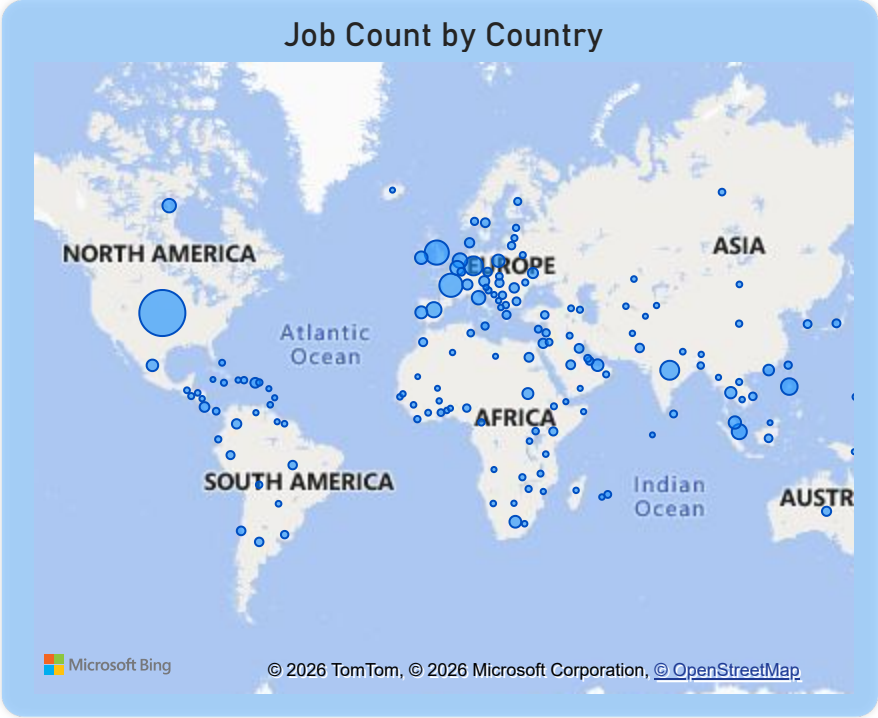 Job Count by Country
NORTH AMERICA
EUROPE
ASIA
Atlantic
Ocean
AFRICA
SOUTH AMERICA
Indian
Ocean
AUSTR
Microsoft Bing
© 2026 TomTom, © 2026 Microsoft Corporation, © OpenStreetMap